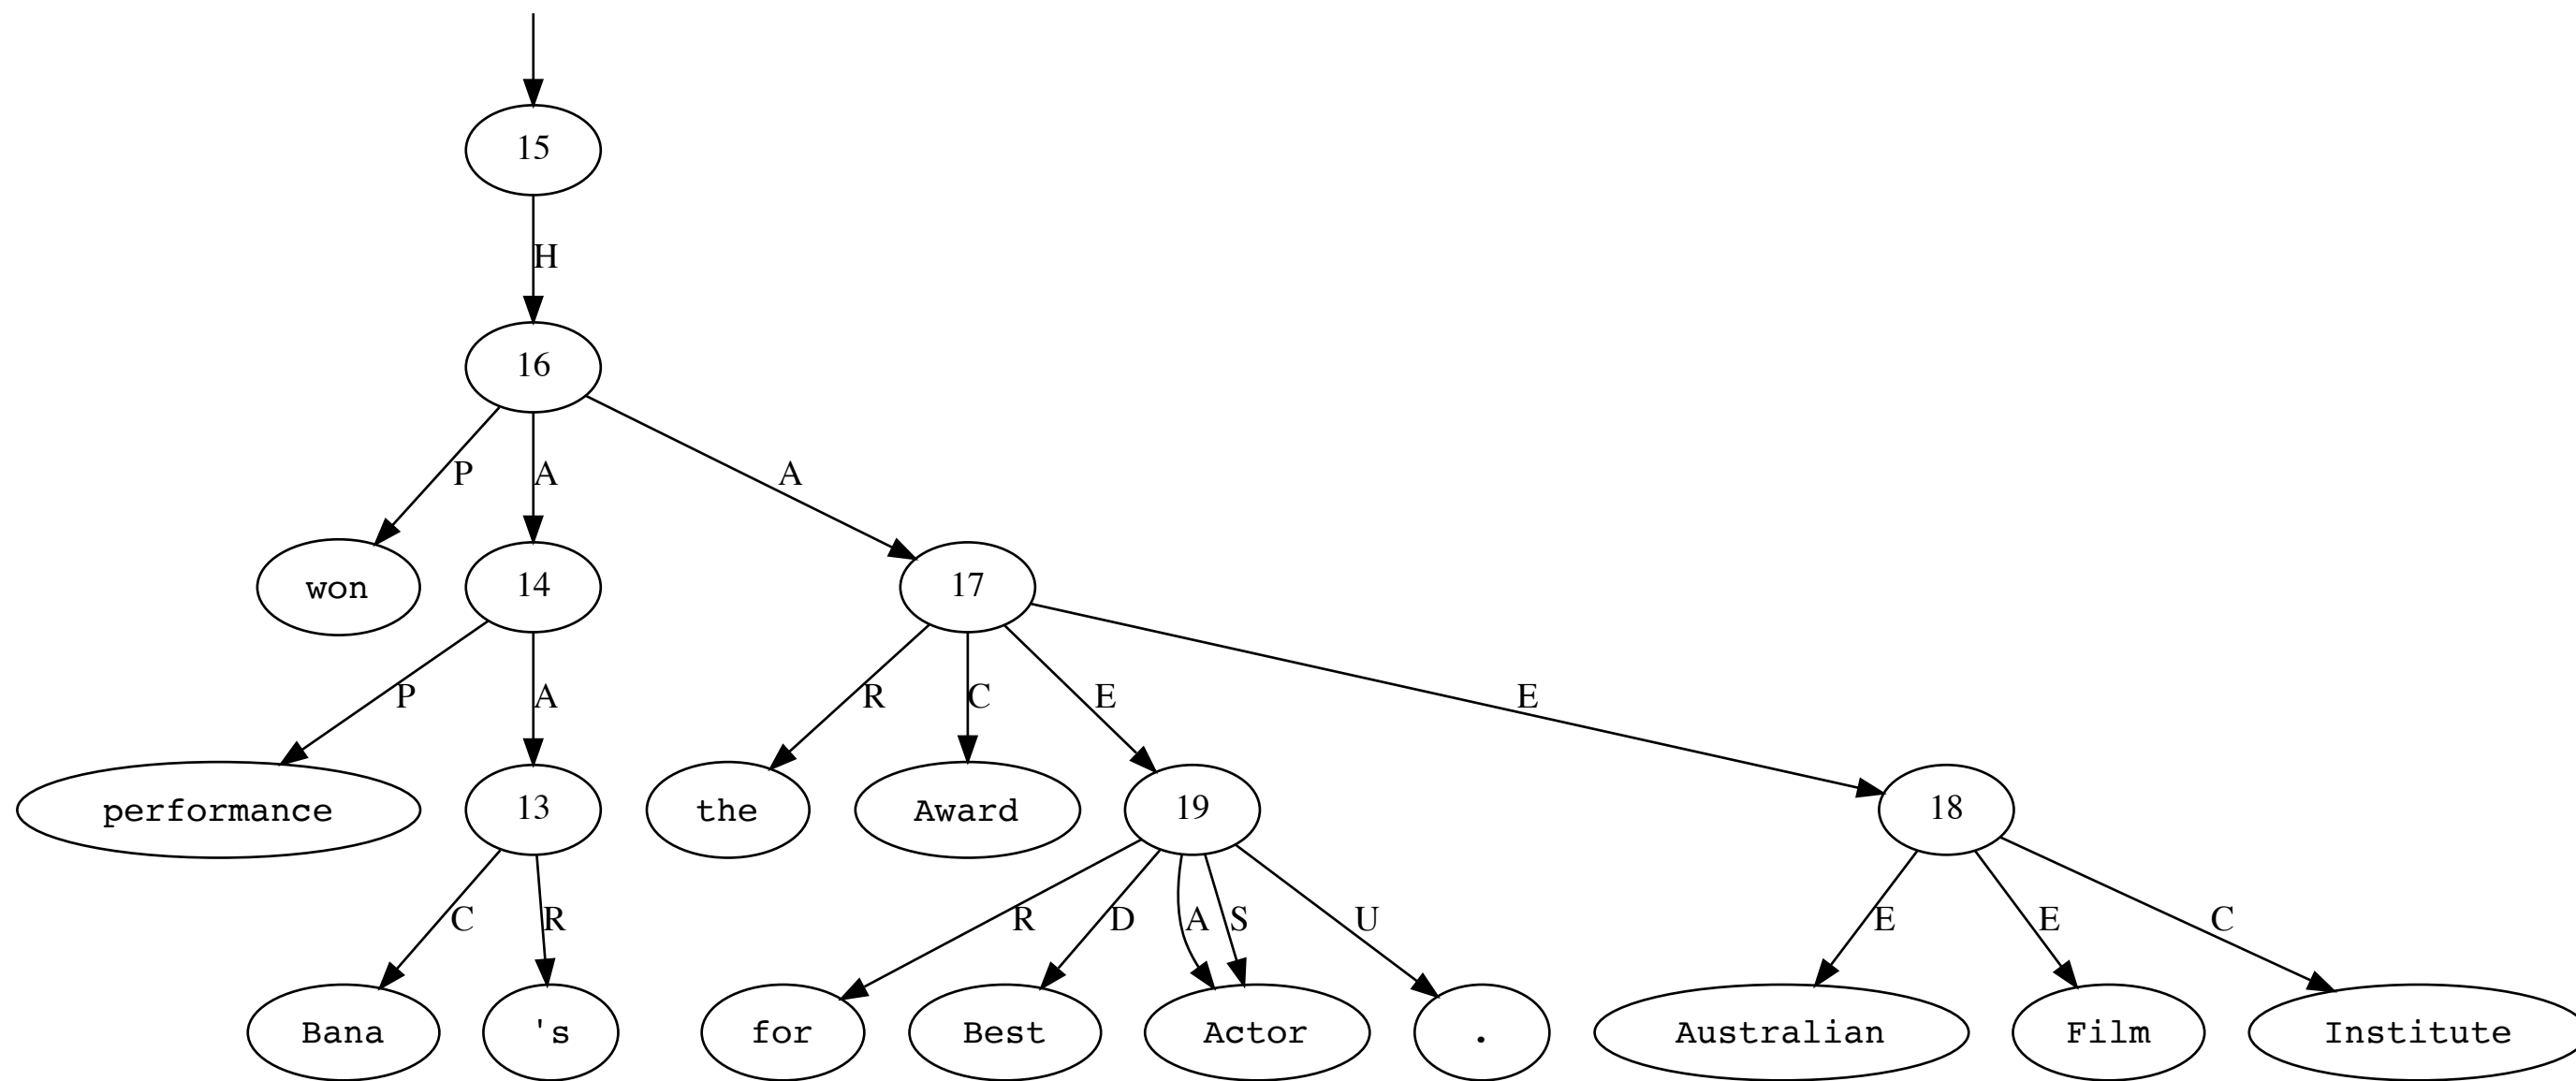 15
H
16
P A A
won 14 17
P A R C E E
performance 13 the Award 19 18
C R R D A S U E E C
Bana 's for Best Actor . Australian Film Institute